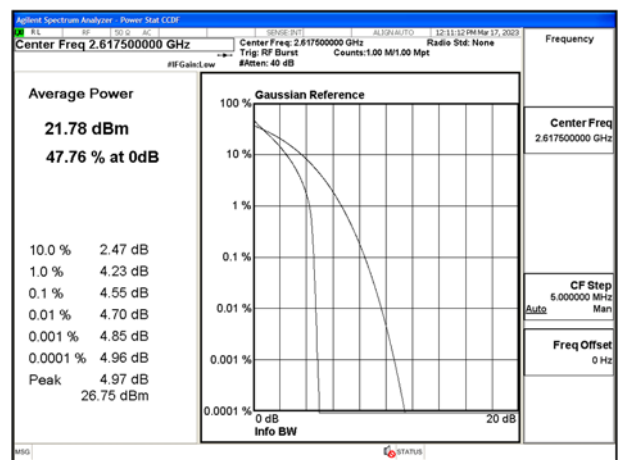 Agilent Spectrum Analyzer - Power Stat CCDF
RL RF 50 Ω AC SENSE:INT ALIGNAUTO 12:11:12 PM Mar 17, 2023
Center Freq 2.617500000 GHz
Center Freq: 2.617500000 GHz Radio Std: None
Trig: RF Burst Counts:1.00 M/1.00 Mpt
#IFGain:Low #Atten: 40 dB
Frequency
Average Power
21.78 dBm
47.76 % at 0dB
10.0 % 2.47 dB
1.0 % 4.23 dB
0.1 % 4.55 dB
0.01 % 4.70 dB
0.001 % 4.85 dB
0.0001 % 4.96 dB
Peak 4.97 dB
26.75 dBm
Gaussian Reference
100 %
10 %
1 %
0.1 %
0.01 %
0.001 %
0.0001 %
0 dB 20 dB
Info BW
Center Freq
2.617500000 GHz
CF Step
5.000000 MHz
Auto Man
Freq Offset
0 Hz
MSG STATUS